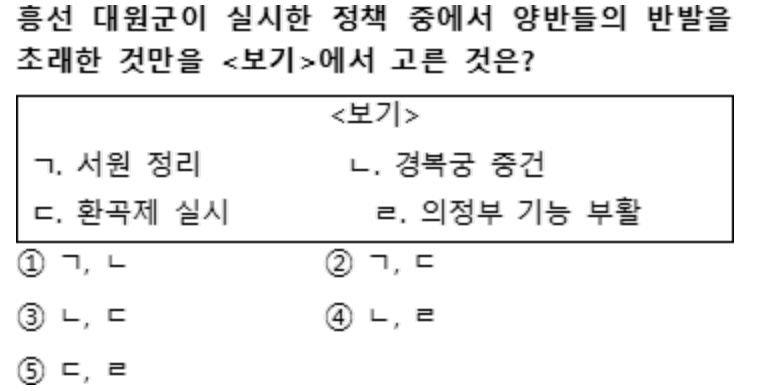 흥선 대원군이 실시한 정책 중에서 양반들의 반발을
초래한 것만을 <보기>에서 고른 것은?
<보기>
ㄱ. 서원 정리 ㄴ. 경복궁 중건
ㄷ. 환곡제 실시 ㄹ. 의정부 기능 부활
① ㄱ, ㄴ ② ㄱ, ㄷ
③ ㄴ, ㄷ ④ ㄴ, ㄹ
⑤ ㄷ, ㄹ